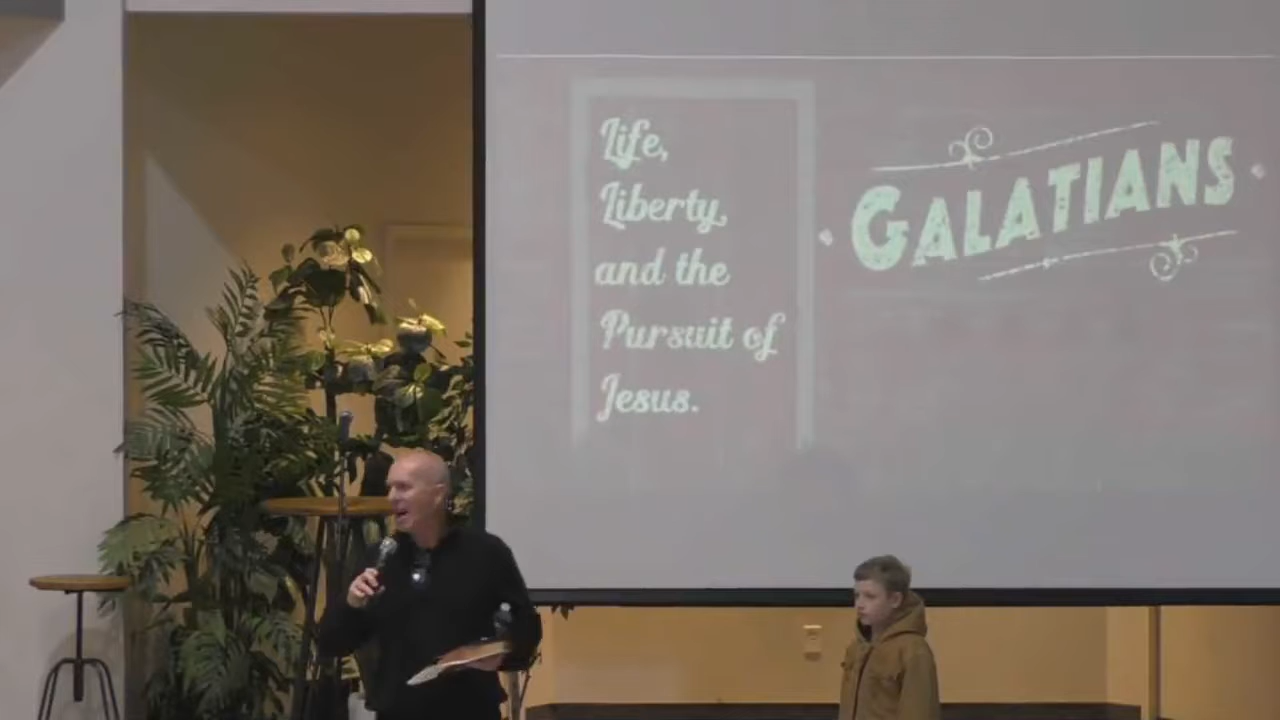 Life,
Liberty,
and the
Pursuit of
Jesus.
GALATIANS